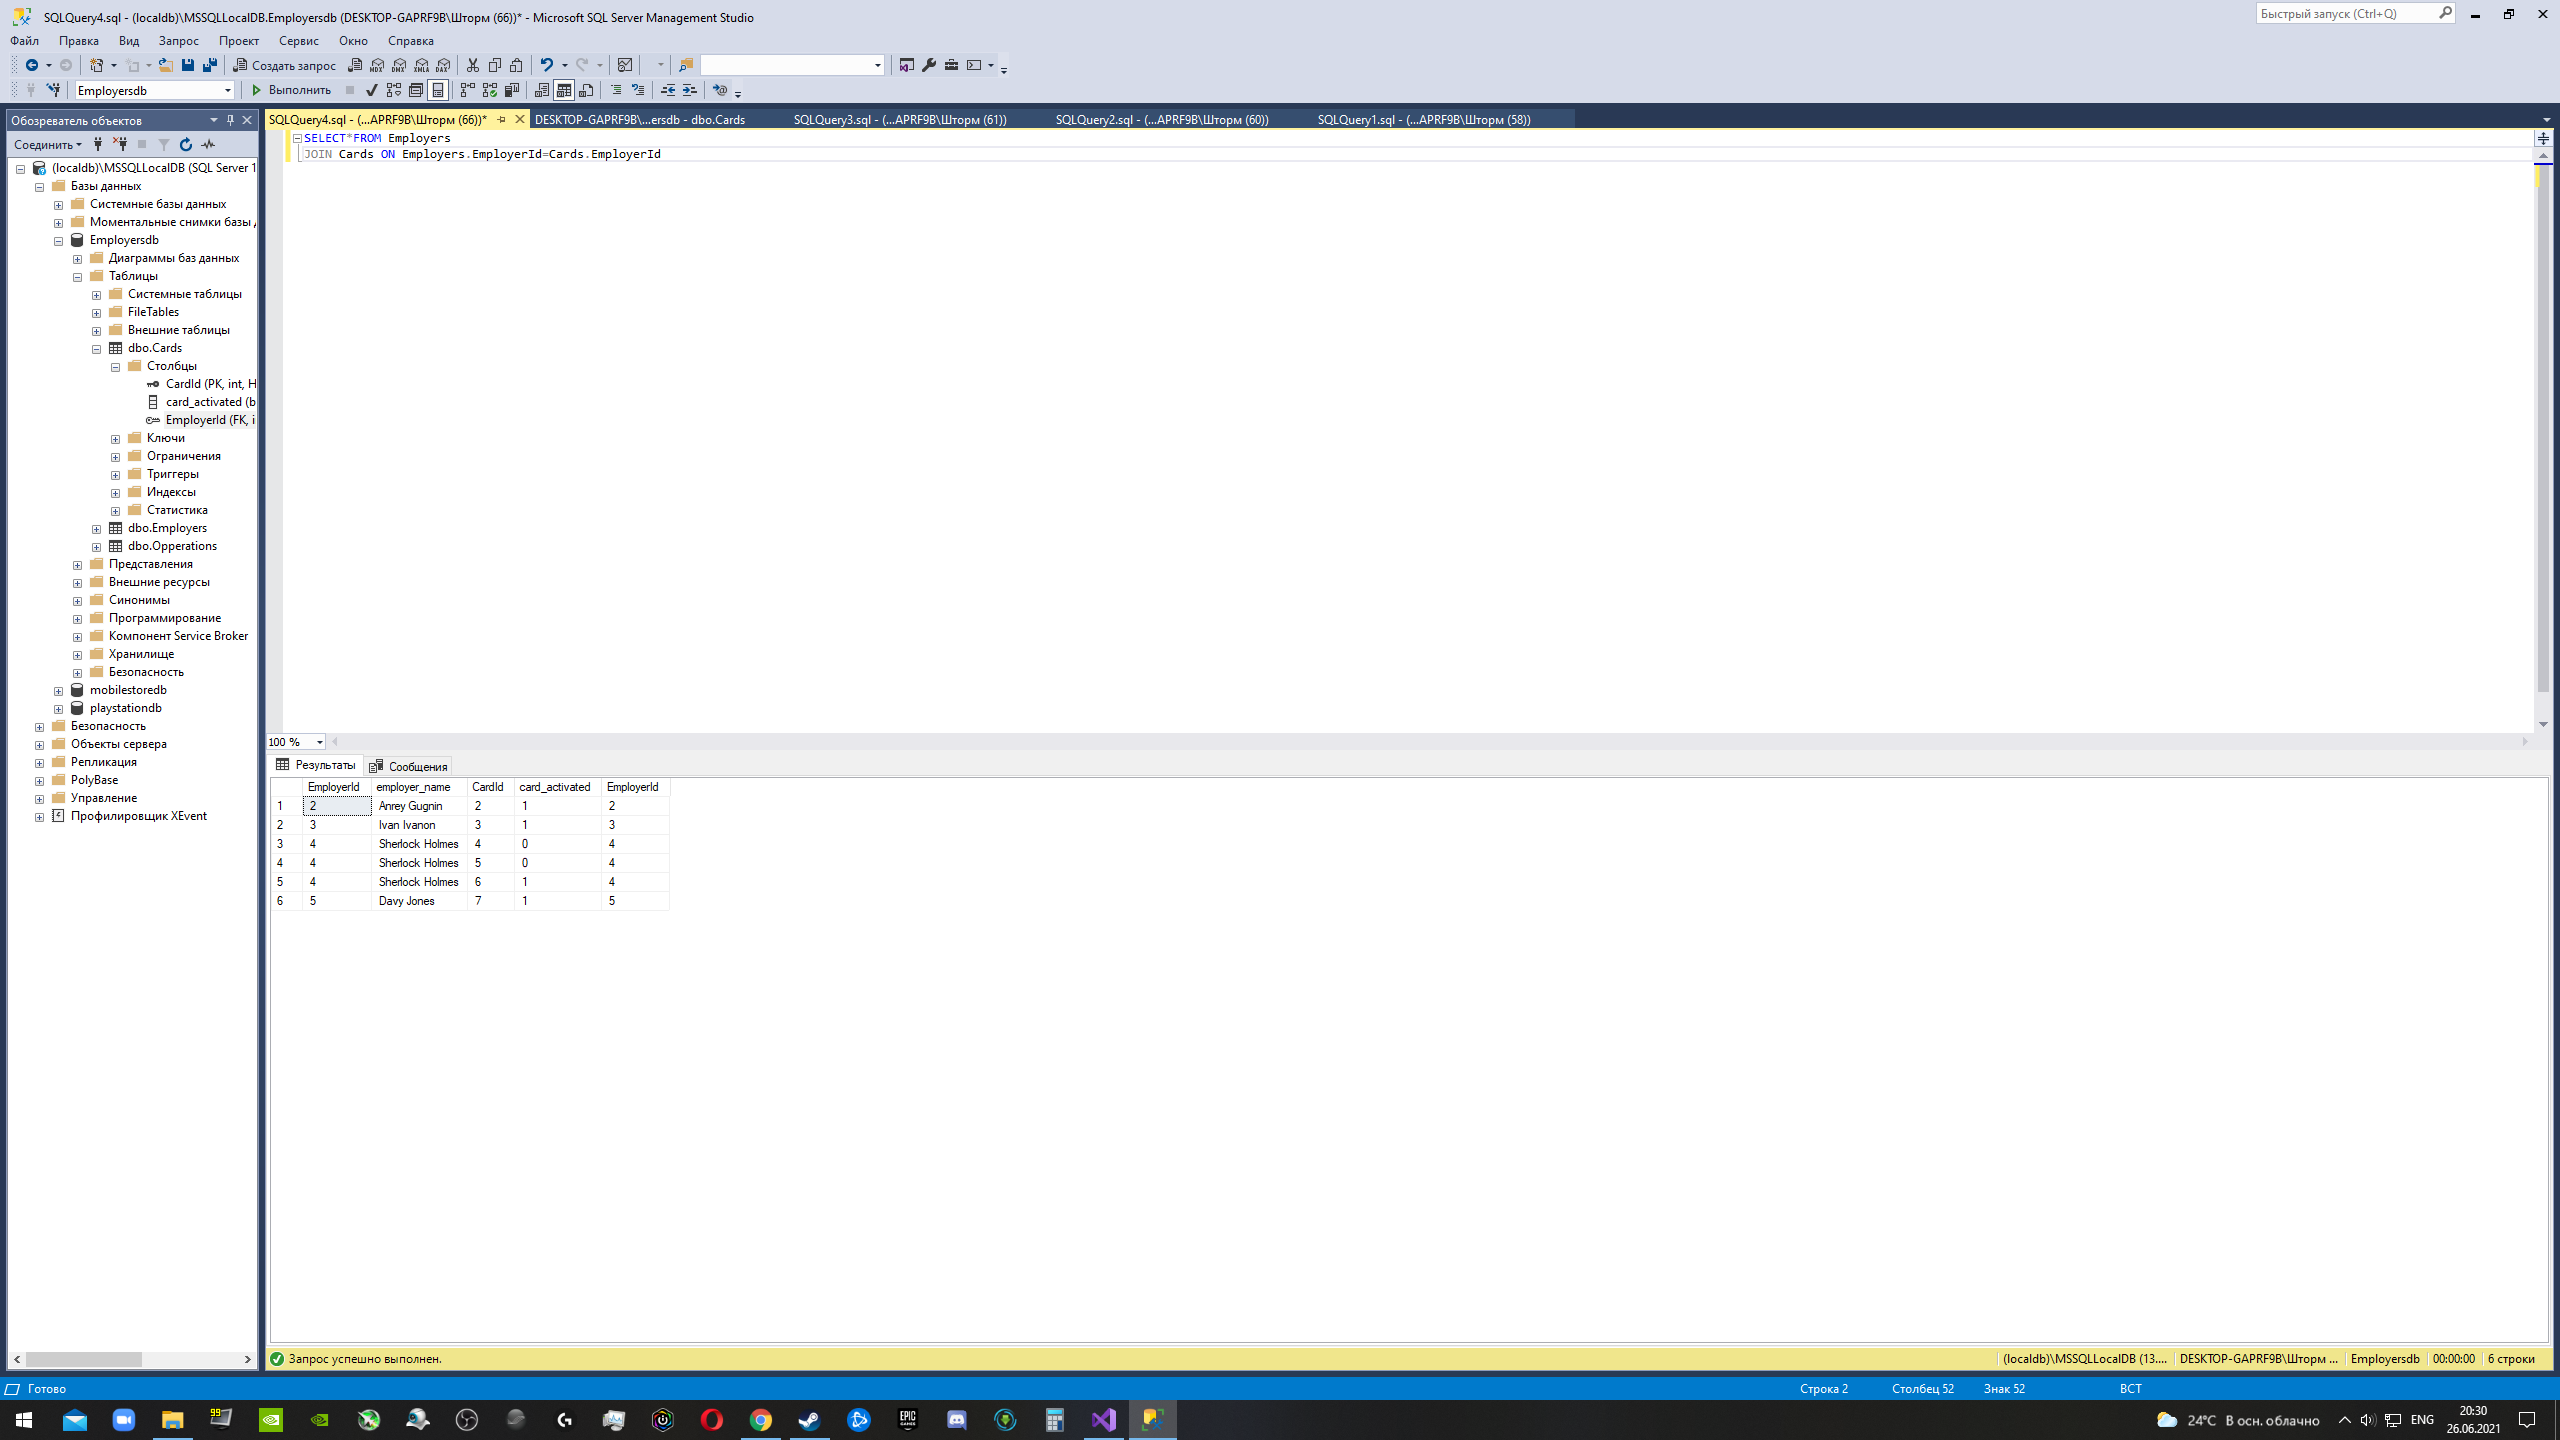 SQLQuery4.sql - (localdb)\MSSQLLocalDB.Employersdb (DESKTOP-GAPRF9B\Шторм (66))* - Microsoft SQL Server Management Studio
Быстрый запуск (Ctrl+Q)
Файл Правка Вид Запрос Проект Сервис Окно Справка
Создать запрос
Employersdb Выполнить
Обозреватель объектов
SQLQuery4.sql - (...APRF9B\Шторм (66))* DESKTOP-GAPRF9B\...ersdb - dbo.Cards SQLQuery3.sql - (...APRF9B\Шторм (61)) SQLQuery2.sql - (...APRF9B\Шторм (60)) SQLQuery1.sql - (...APRF9B\Шторм (58))
Соединить
(localdb)\MSSQLLocalDB (SQL Server 1
Базы данных
Системные базы данных
Моментальные снимки базы
Employersdb
Диаграммы баз данных
Таблицы
Системные таблицы
FileTables
Внешние таблицы
dbo.Cards
Столбцы
CardId (PK, int, Н
card_activated (b
EmployerId (FK, i
Ключи
Ограничения
Триггеры
Индексы
Статистика
dbo.Employers
dbo.Opperations
Представления
Внешние ресурсы
Синонимы
Программирование
Компонент Service Broker
Хранилище
Безопасность
mobilestoredb
playstationdb
Безопасность
Объекты сервера
Репликация
PolyBase
Управление
Профилировщик XEvent
SELECT*FROM Employers
JOIN Cards ON Employers.EmployerId=Cards.EmployerId
100 %
Результаты Сообщения
EmployerId employer_name CardId card_activated EmployerId
1 2 Anrey Gugnin 2 1 2
2 3 Ivan Ivanon 3 1 3
3 4 Sherlock Holmes 4 0 4
4 4 Sherlock Holmes 5 0 4
5 4 Sherlock Holmes 6 1 4
6 5 Davy Jones 7 1 5
Запрос успешно выполнен. (localdb)\MSSQLLocalDB (13.... DESKTOP-GAPRF9B\Шторм ... Employersdb 00:00:00 6 строки
Готово Строка 2 Столбец 52 Знак 52 ВСТ
24°C В осн. облачно ENG 20:30
26.06.2021